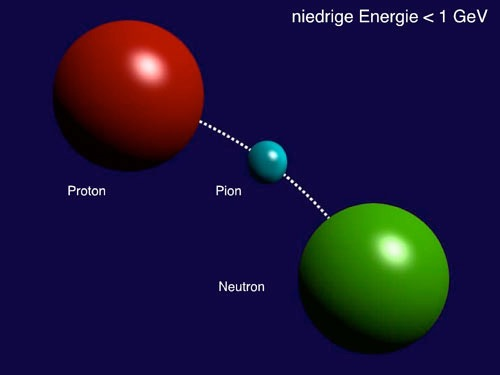 niedrige Energie < 1 GeV
Proton
Pion
Neutron